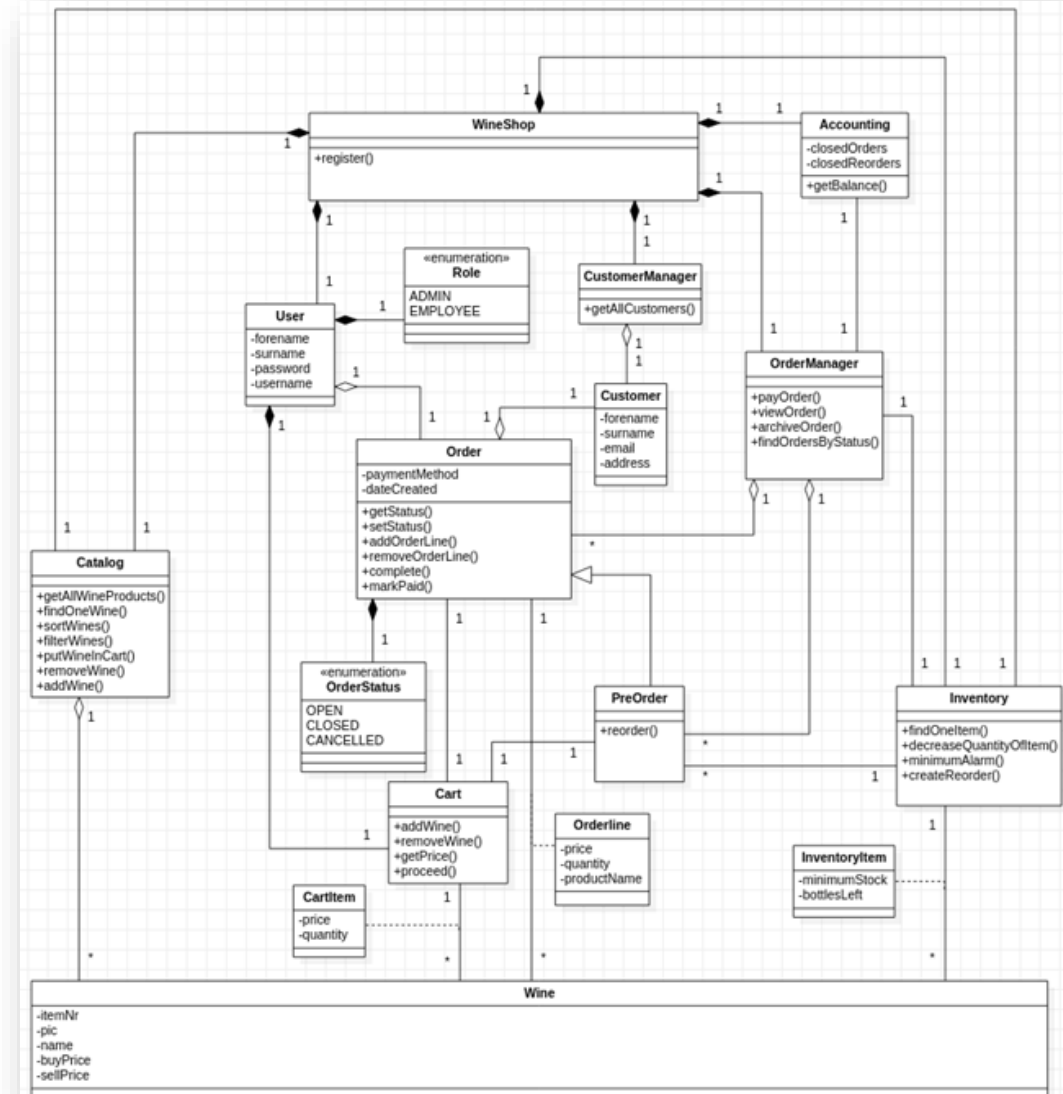 1
1
1
1
WineShop
+register()
Accounting
-closedOrders
-closedReorders
+getBalance()
1
1
1
1
1
1
«enumeration»
Role
ADMIN
EMPLOYEE
CustomerManager
+getAllCustomers()
1
1
User
-forename
-surname
-password
-username
1
1
1
1
1
OrderManager
+payOrder()
+viewOrder()
+archiveOrder()
+findOrdersByStatus()
1
Customer
-forename
-surname
-email
-address
1
1
1
1
1
Order
-paymentMethod
-dateCreated
+getStatus()
+setStatus()
+addOrderLine()
+removeOrderLine()
+complete()
+markPaid()
1
1
*
1
1
Catalog
+getAllWineProducts()
+findOneWine()
+sortWines()
+filterWines()
+putWineInCart()
+removeWine()
+addWine()
1
1
1
1
«enumeration»
OrderStatus
OPEN
CLOSED
CANCELLED
1
1
1
PreOrder
+reorder()
Inventory
+findOneItem()
+decreaseQuantityOfItem()
+minimumAlarm()
+createReorder()
*
*
1
1
1
1
Cart
+addWine()
+removeWine()
+getPrice()
+proceed()
1
Orderline
-price
-quantity
-productName
1
InventoryItem
-minimumStock
-bottlesLeft
CartItem
-price
-quantity
1
*
*
*
*
Wine
-itemNr
-pic
-name
-buyPrice
-sellPrice